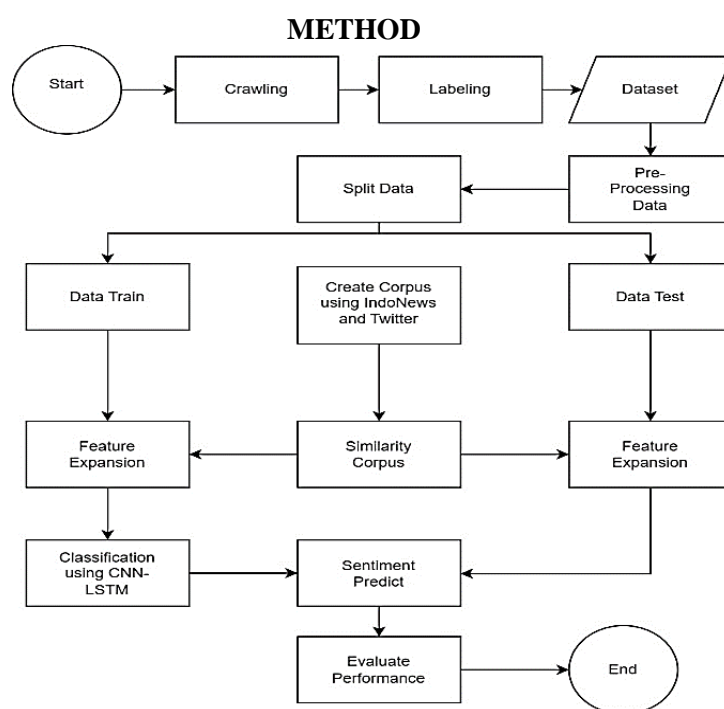 METHOD
Start
Crawling
Labeling
Dataset
Split Data
Pre-
Processing
Data
Data Train
Create Corpus
using IndoNews
and Twitter
Data Test
Feature
Expansion
Similarity
Corpus
Feature
Expansion
Classification
using CNN-
LSTM
Sentiment
Predict
Evaluate
Performance
End